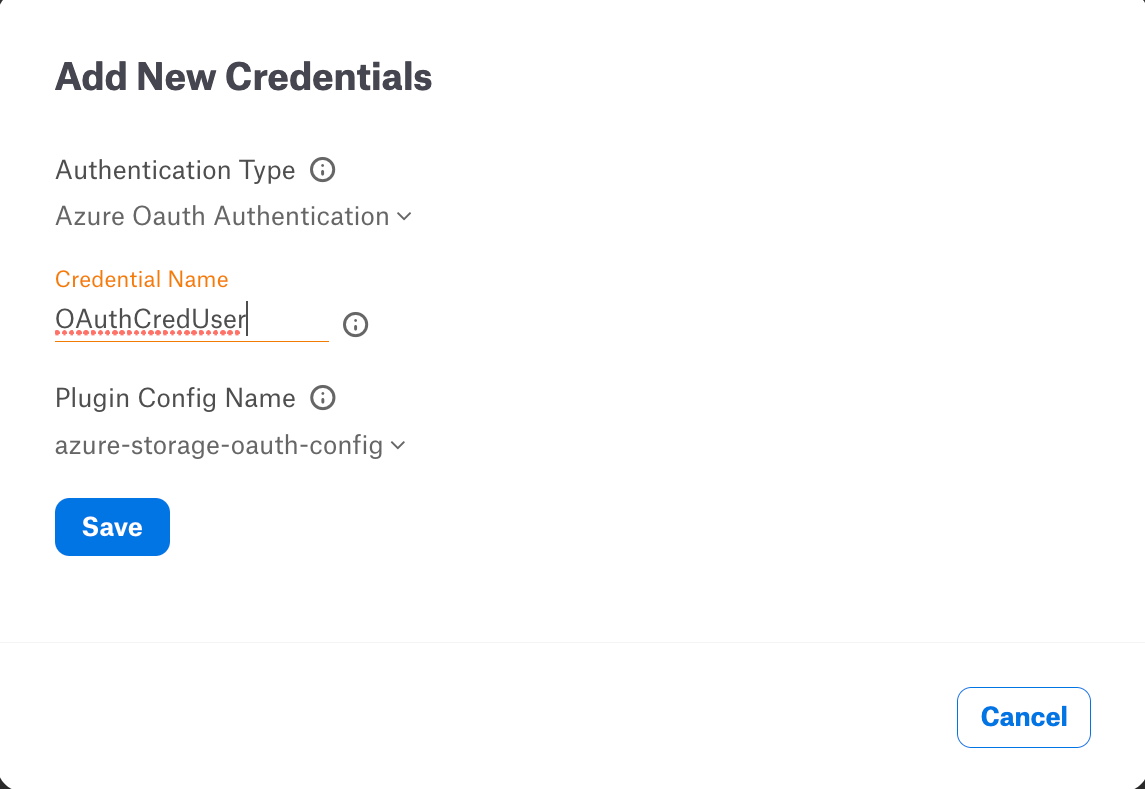 Add New Credentials
Authentication Type
Azure Oauth Authentication
Credential Name
OAuthCredUser
Plugin Config Name
azure-storage-oauth-config
Save
Cancel